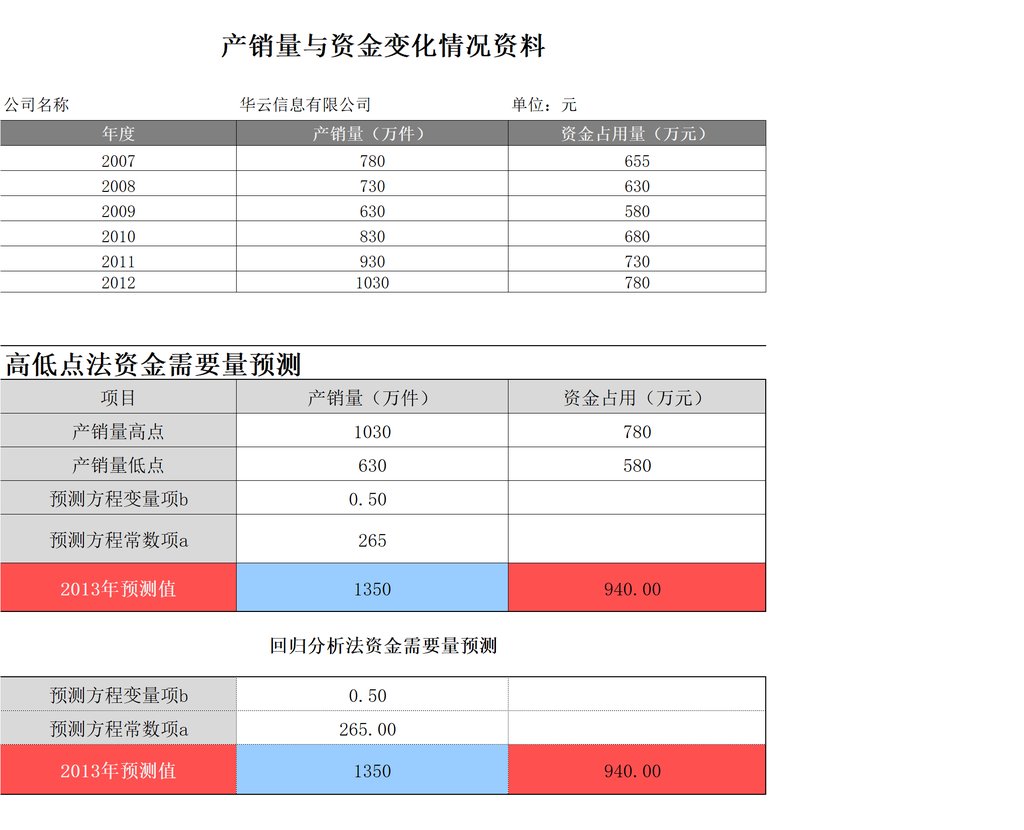 产销量与资金变化情况资料
公司名称 华云信息有限公司 单位：元
年度 产销量（万件） 资金占用量（万元）
2007 780 655
2008 730 630
2009 630 580
2010 830 680
2011 930 730
2012 1030 780
高低点法资金需要量预测
项目 产销量（万件） 资金占用（万元）
产销量高点 1030 780
产销量低点 630 580
预测方程变量项b 0.50
预测方程常数项a 265
2013年预测值 1350 940.00
回归分析法资金需要量预测
预测方程变量项b 0.50
预测方程常数项a 265.00
2013年预测值 1350 940.00